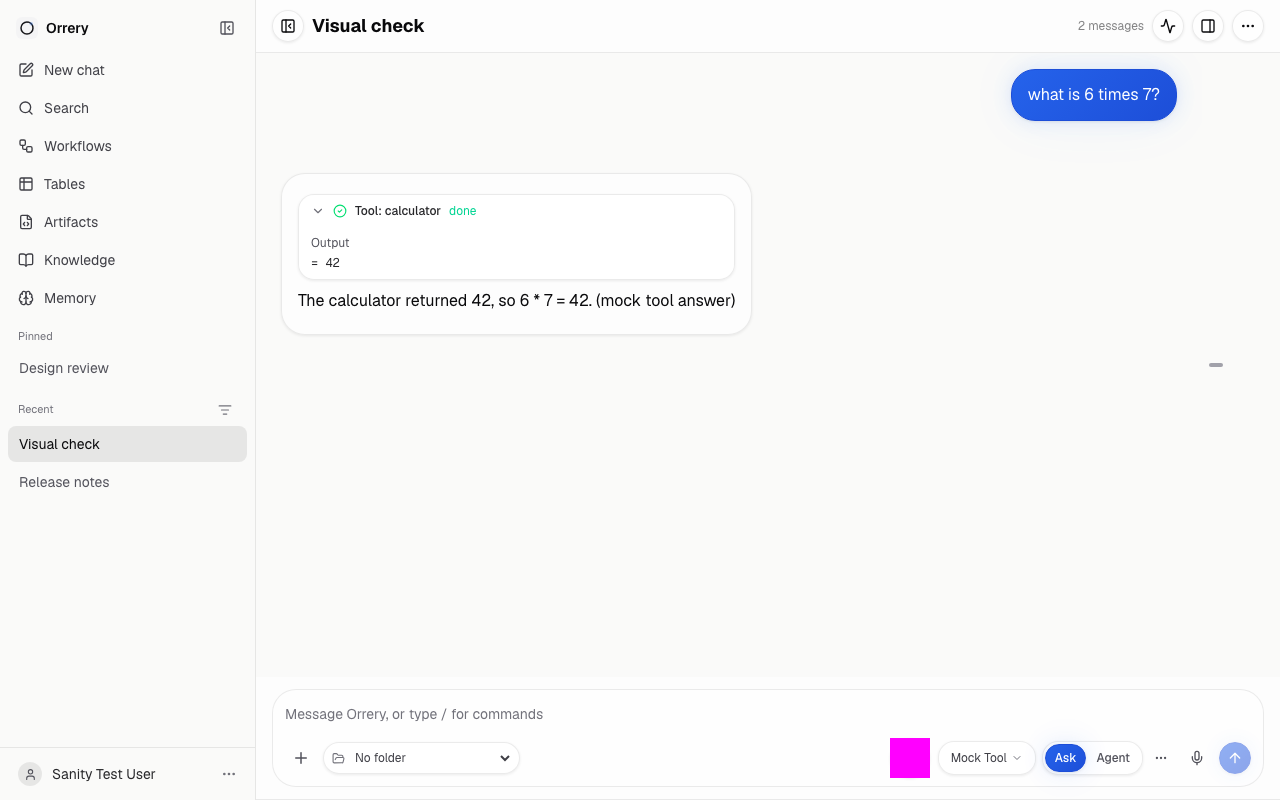 Orrery
New chat
Search
Workflows
Tables
Artifacts
Knowledge
Memory
Pinned
Design review
Recent
Visual check
Release notes
Sanity Test User
Visual check
2 messages
what is 6 times 7?
Tool: calculator done
Output
= 42
The calculator returned 42, so 6 * 7 = 42. (mock tool answer)
Message Orrery, or type / for commands
No folder
Mock Tool
Ask
Agent